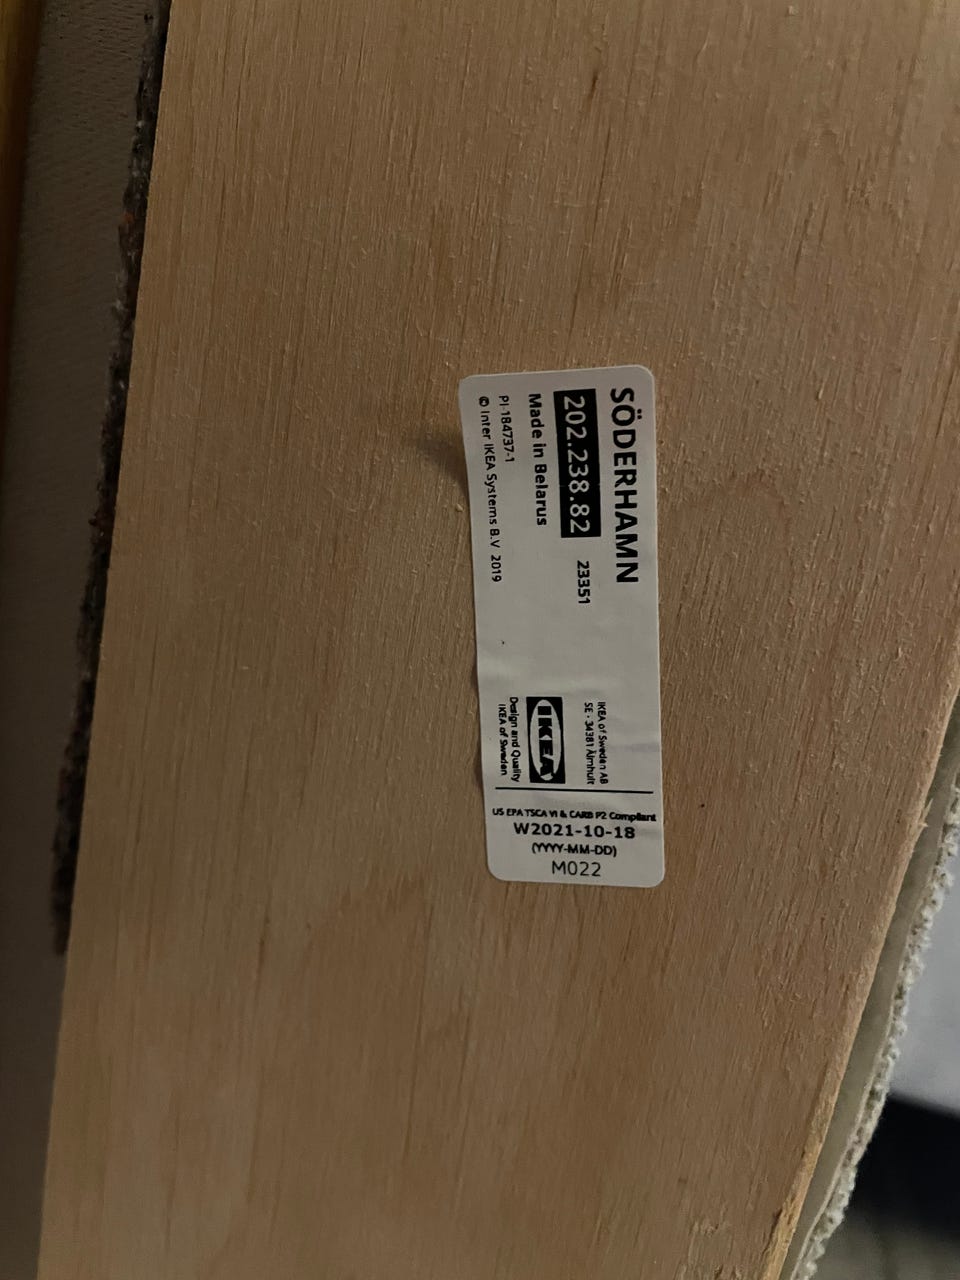 SÖDERHAMN
202.238.82 23351
Made in Belarus
PI-184737-1
© Inter IKEA Systems B.V 2019
IKEA of Sweden AB
SE - 34381 Älmhult
IKEA
Design and Quality
IKEA of Sweden
US EPA TSCA VI & CARB P2 Compliant
W2021-10-18
(YYYY-MM-DD)
M022